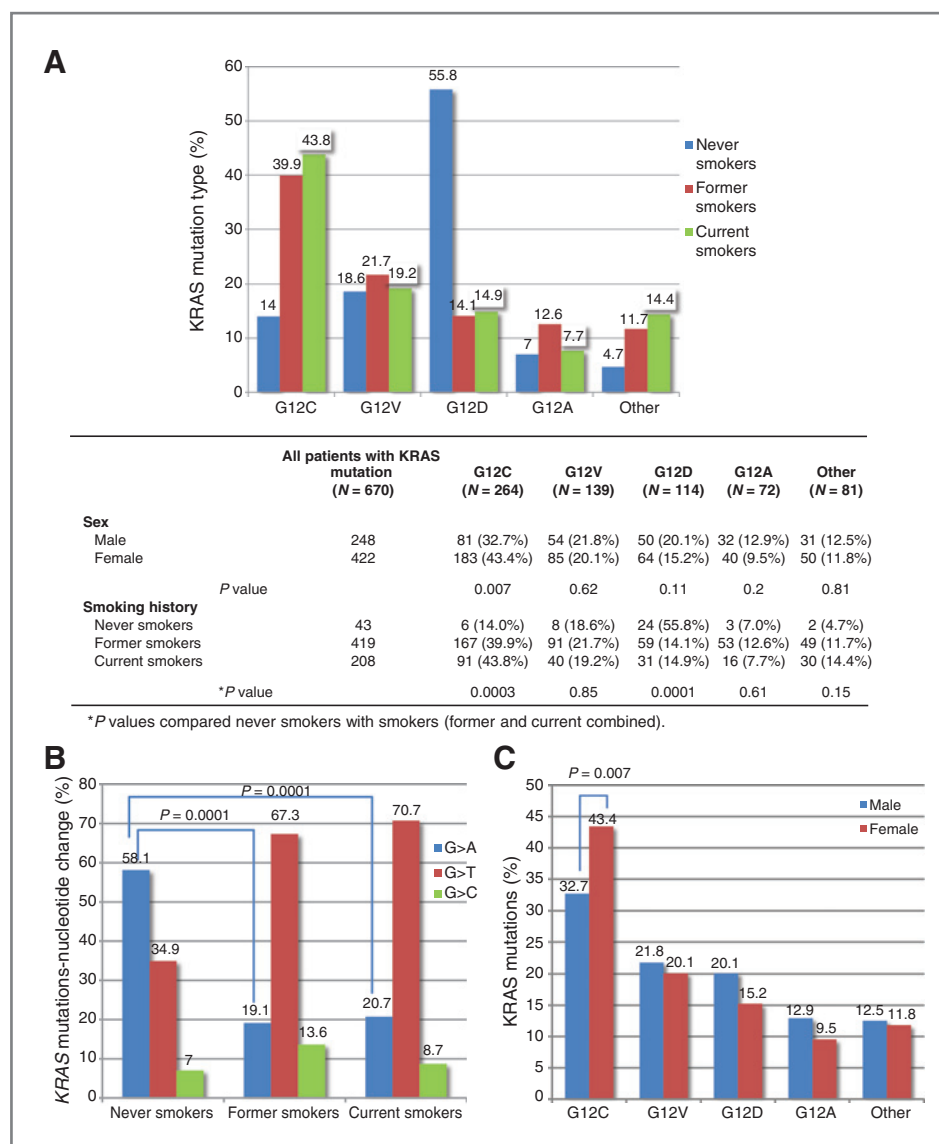 A
KRAS mutation type (%)
60
50
40
30
20
10
0
14
39.9
43.8
18.6
21.7
19.2
55.8
14.1
14.9
7
12.6
7.7
4.7
11.7
14.4
G12C G12V G12D G12A Other
Never
smokers
Former
smokers
Current
smokers
All patients with KRAS
mutation G12C G12V G12D G12A Other
(N = 670) (N = 264) (N = 139) (N = 114) (N = 72) (N = 81)
Sex
Male 248 81 (32.7%) 54 (21.8%) 50 (20.1%) 32 (12.9%) 31 (12.5%)
Female 422 183 (43.4%) 85 (20.1%) 64 (15.2%) 40 (9.5%) 50 (11.8%)
P value 0.007 0.62 0.11 0.2 0.81
Smoking history
Never smokers 43 6 (14.0%) 8 (18.6%) 24 (55.8%) 3 (7.0%) 2 (4.7%)
Former smokers 419 167 (39.9%) 91 (21.7%) 59 (14.1%) 53 (12.6%) 49 (11.7%)
Current smokers 208 91 (43.8%) 40 (19.2%) 31 (14.9%) 16 (7.7%) 30 (14.4%)
*P value 0.0003 0.85 0.0001 0.61 0.15
*P values compared never smokers with smokers (former and current combined).
B
KRAS mutations-nucleotide change (%)
80
70
60
50
40
30
20
10
0
P = 0.0001
P = 0.0001
58.1
34.9
7
19.1
67.3
13.6
20.7
70.7
8.7
G>A
G>T
G>C
Never smokers Former smokers Current smokers
C
KRAS mutations (%)
50
45
40
35
30
25
20
15
10
5
0
P = 0.007
32.7
43.4
21.8
20.1
20.1
15.2
12.9
9.5
12.5
11.8
Male
Female
G12C G12V G12D G12A Other